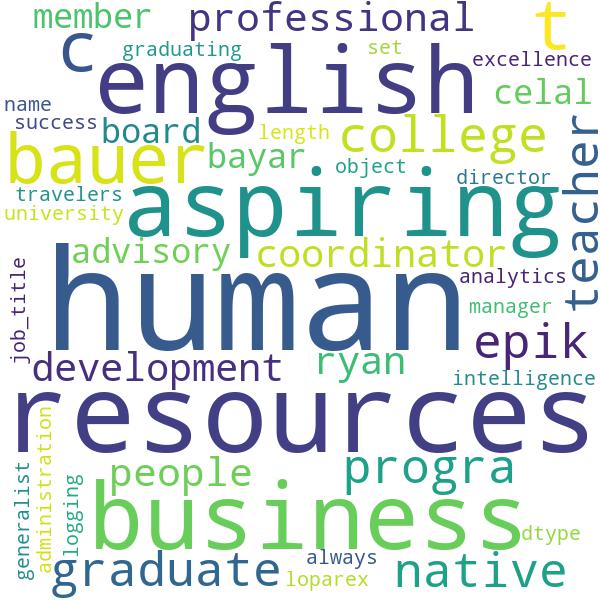 member professional t
c graduating set excellence
english celal
name success board length college
bauer bayar object director teacher
travelers aspiring
university
advisory coordinator
human analytics
job_title manager
epik
development ryan intelligence
resources
administration people progra
generalist logging business dtype
graduate always native
loparex